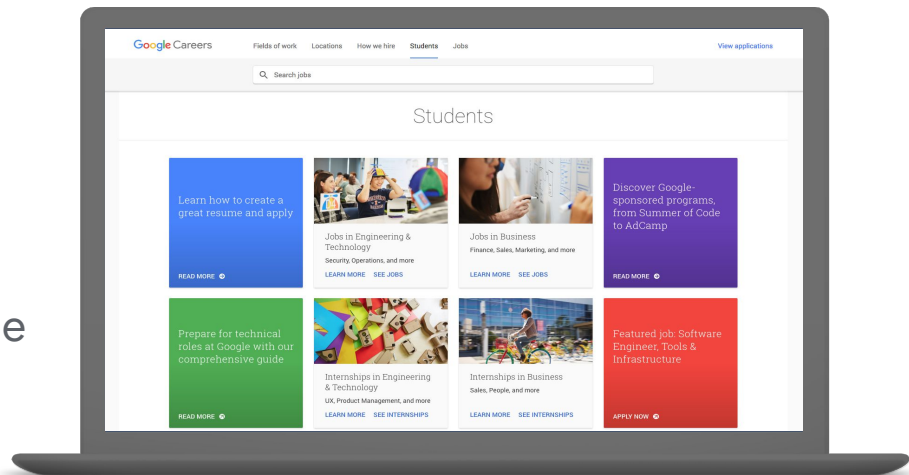 Google Careers
Fields of work
Locations
How we hire
Students
Jobs
View applications
Search jobs
Students
Learn how to create a
great resume and apply
READ MORE
Jobs in Engineering &
Technology
Security, Operations, and more
LEARN MORE SEE JOBS
Jobs in Business
Finance, Sales, Marketing, and more
LEARN MORE SEE JOBS
Discover Google-
sponsored programs,
from Summer of Code
to AdCamp
READ MORE
e
Prepare for technical
roles at Google with our
comprehensive guide
READ MORE
Internships in Engineering
& Technology
UX, Product Management, and more
LEARN MORE SEE INTERNSHIPS
Internships in Business
Sales, People, and more
LEARN MORE SEE INTERNSHIPS
Featured job: Software
Engineer, Tools &
Infrastructure
APPLY NOW